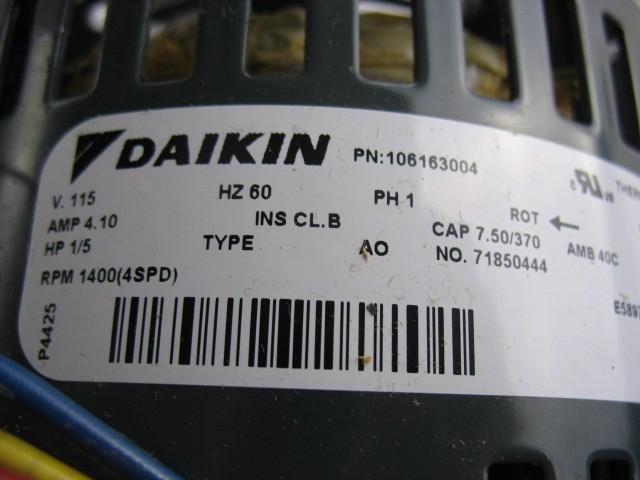 DAIKIN PN:106163004
V. 115 HZ 60 PH 1 ROT
AMP 4.10 INS CL.B CAP 7.50/370 AMB 40C
HP 1/5 TYPE AO NO. 71850444
RPM 1400(4SPD)
P4425